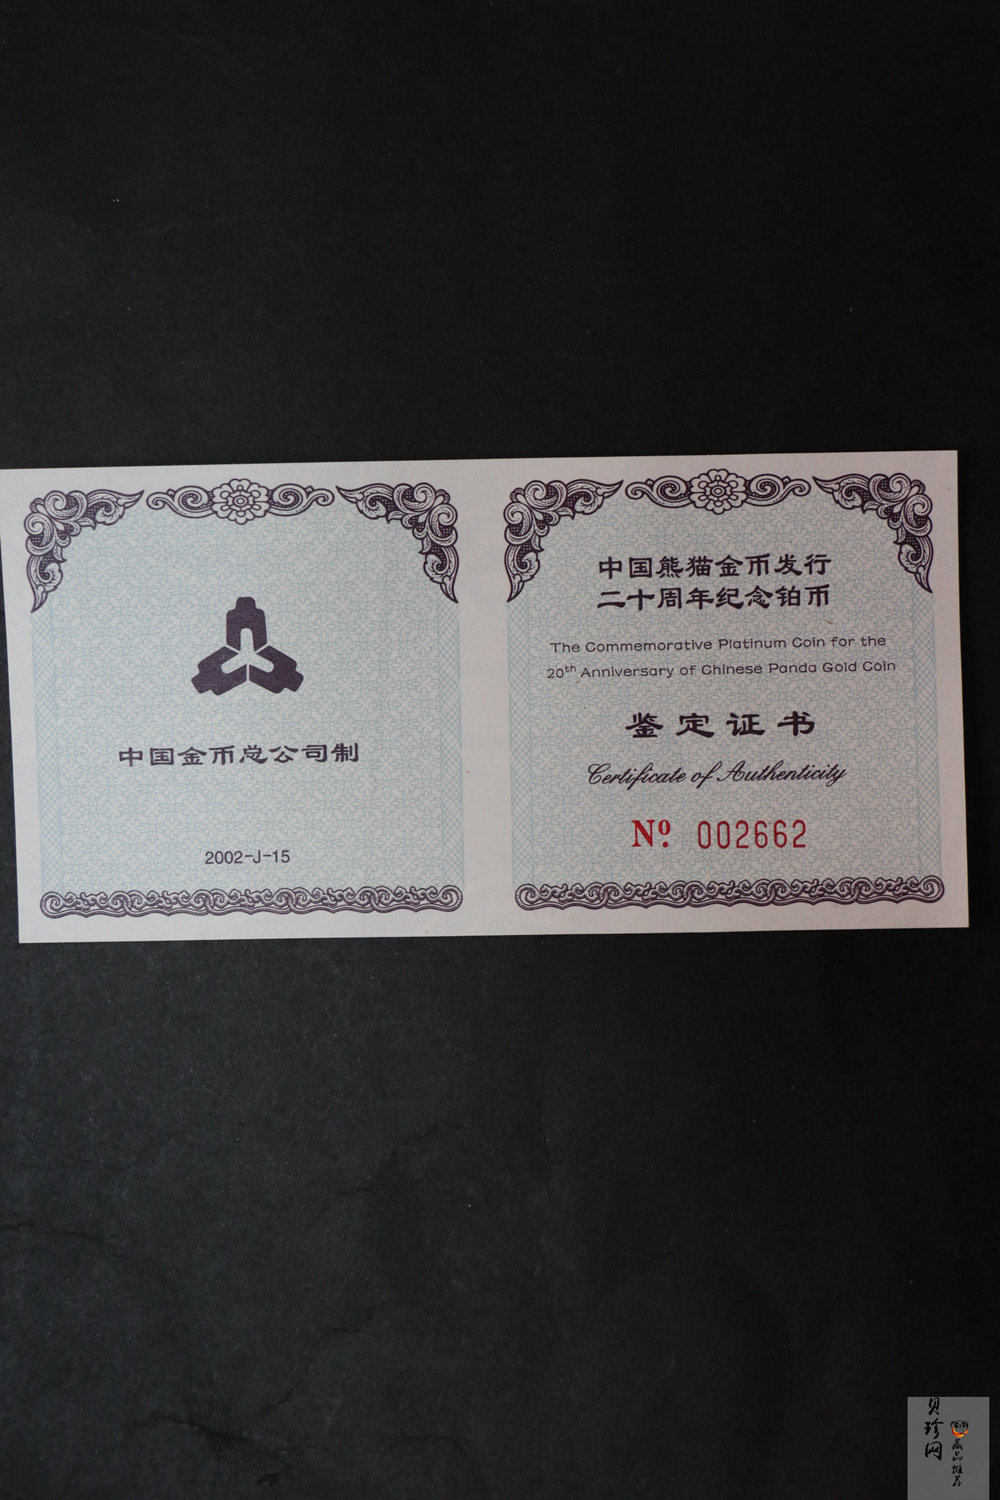 中国金币总公司制
2002-J-15
中国熊猫金币发行
二十周年纪念铂币
The Commemorative Platinum Coin for the
20th Anniversary of Chinese Panda Gold Coin
鉴定证书
Certificate of Authenticity
Nº. 002662
贝珍网
藏品推荐